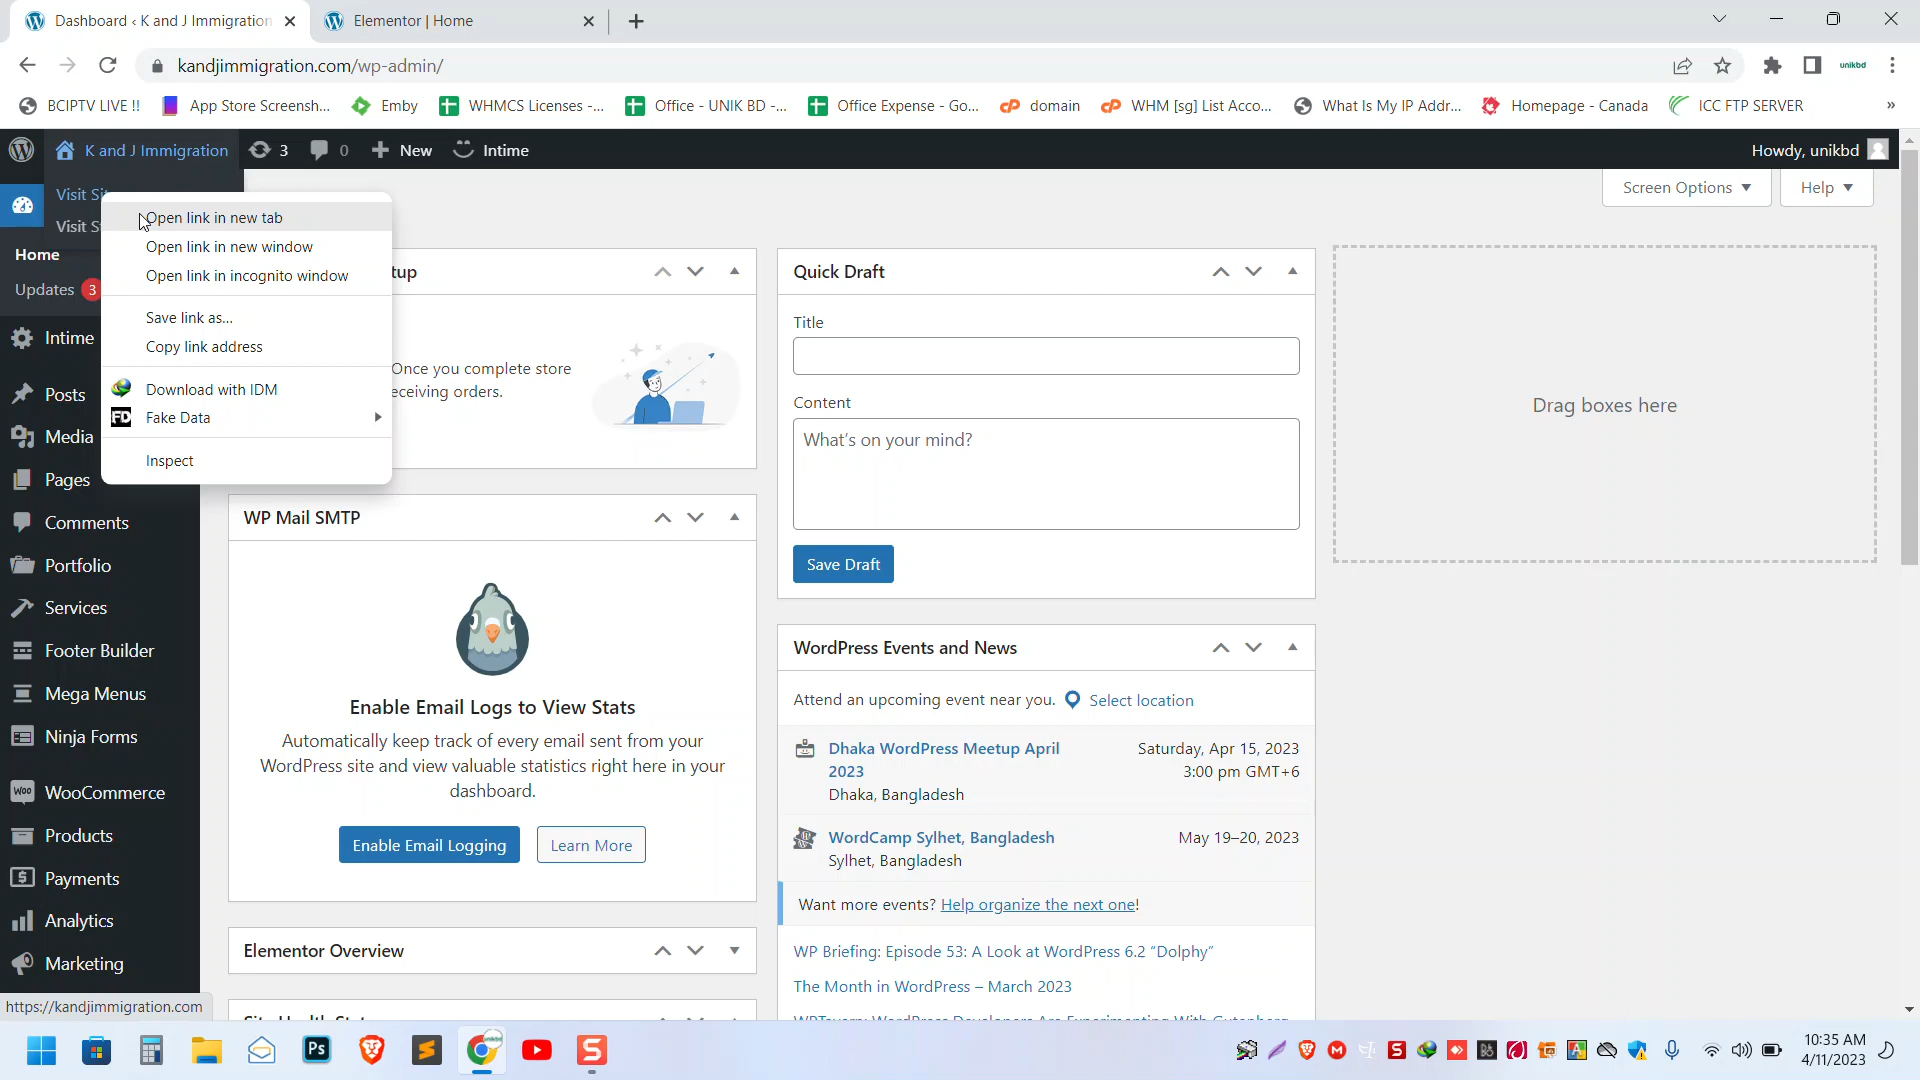 Dashboard ‹ K and J Immigration
Elementor | Home
kandjimmigration.com/wp-admin/
unikbd
BCIPTV LIVE !!
App Store Screensh...
Emby
WHMCS Licenses -...
Office - UNIK BD -...
Office Expense - Go...
domain
WHM [sg] List Acco...
What Is My IP Addr...
Homepage - Canada
ICC FTP SERVER
»
K and J Immigration
3
0
New
Intime
Howdy, unikbd
Visit Si
Visit S
Screen Options
Help
Open link in new tab
Open link in new window
Open link in incognito window
Save link as...
Copy link address
Download with IDM
FD
Fake Data
Inspect
Home
Updates 3
Intime
Posts
Media
Pages
Comments
Portfolio
Services
Footer Builder
Mega Menus
Ninja Forms
WooCommerce
Products
Payments
Analytics
Marketing
tup
Once you complete store
eceiving orders.
WP Mail SMTP
Enable Email Logs to View Stats
Automatically keep track of every email sent from your
WordPress site and view valuable statistics right here in your
dashboard.
Enable Email Logging
Learn More
Elementor Overview
Quick Draft
Title
Content
What's on your mind?
Save Draft
WordPress Events and News
Attend an upcoming event near you.
Select location
Dhaka WordPress Meetup April
2023
Dhaka, Bangladesh
Saturday, Apr 15, 2023
3:00 pm GMT+6
WordCamp Sylhet, Bangladesh
Sylhet, Bangladesh
May 19–20, 2023
Want more events? Help organize the next one!
WP Briefing: Episode 53: A Look at WordPress 6.2 “Dolphy”
The Month in WordPress – March 2023
Drag boxes here
https://kandjimmigration.com
Ps
10:35 AM
4/11/2023